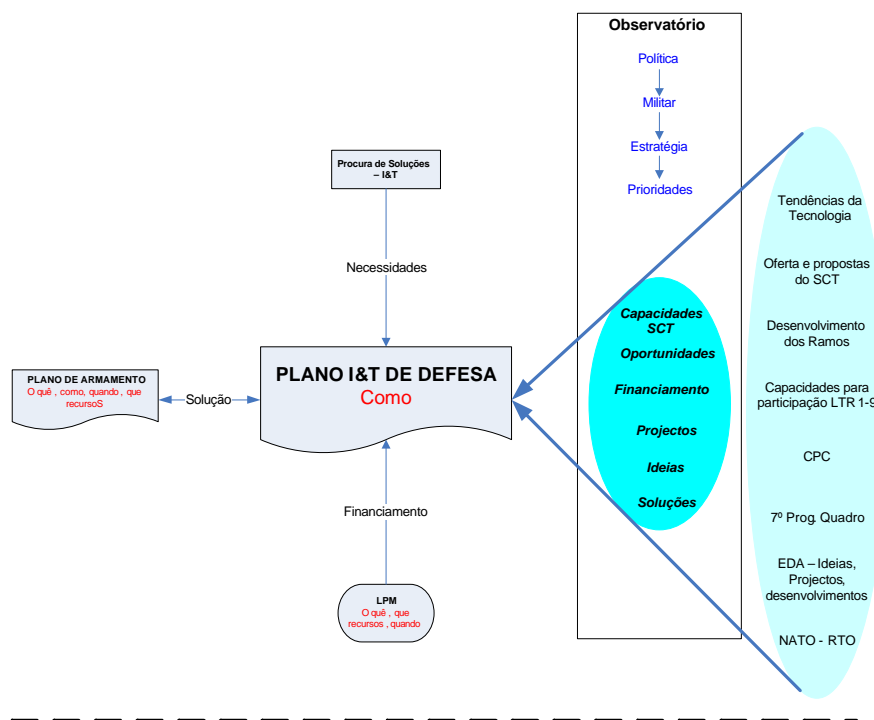 Observatório
Política
Militar
Estratégia
Prioridades
Procura de Soluções
– I&T
Necessidades
PLANO I&T DE DEFESA
Como
PLANO DE ARMAMENTO
O quê , como, quando , que
recursoS
Solução
Financiamento
LPM
O quê , que
recursos , quando
Capacidades
SCT
Oportunidades
Financiamento
Projectos
Ideias
Soluções
Tendências da
Tecnologia
Oferta e propostas
do SCT
Desenvolvimento
dos Ramos
Capacidades para
participação LTR 1-9
CPC
7º Prog. Quadro
EDA – Ideias,
Projectos,
desenvolvimentos
NATO - RTO